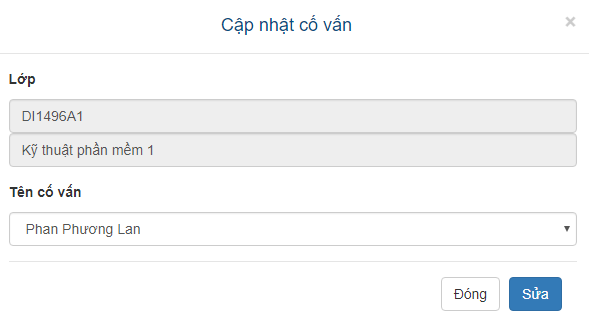 Cập nhật cố vấn
×
Lớp
DI1496A1
Kỹ thuật phần mềm 1
Tên cố vấn
Phan Phương Lan
Đóng Sửa